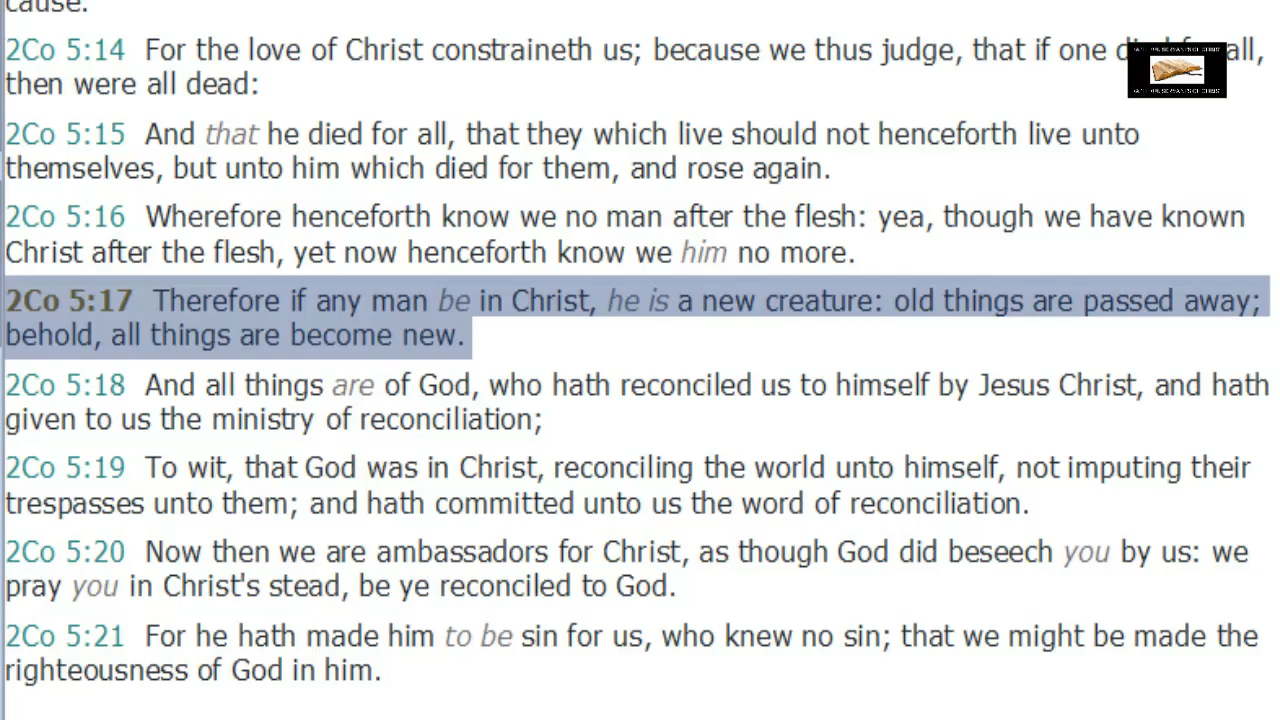 cause.
2Co 5:14 For the love of Christ constraineth us; because we thus judge, that if one all,
then were all dead:
2Co 5:15 And that he died for all, that they which live should not henceforth live unto
themselves, but unto him which died for them, and rose again.
2Co 5:16 Wherefore henceforth know we no man after the flesh: yea, though we have known
Christ after the flesh, yet now henceforth know we him no more.
2Co 5:17 Therefore if any man be in Christ, he is a new creature: old things are passed away;
behold, all things are become new.
2Co 5:18 And all things are of God, who hath reconciled us to himself by Jesus Christ, and hath
given to us the ministry of reconciliation;
2Co 5:19 To wit, that God was in Christ, reconciling the world unto himself, not imputing their
trespasses unto them; and hath committed unto us the word of reconciliation.
2Co 5:20 Now then we are ambassadors for Christ, as though God did beseech you by us: we
pray you in Christ's stead, be ye reconciled to God.
2Co 5:21 For he hath made him to be sin for us, who knew no sin; that we might be made the
righteousness of God in him.